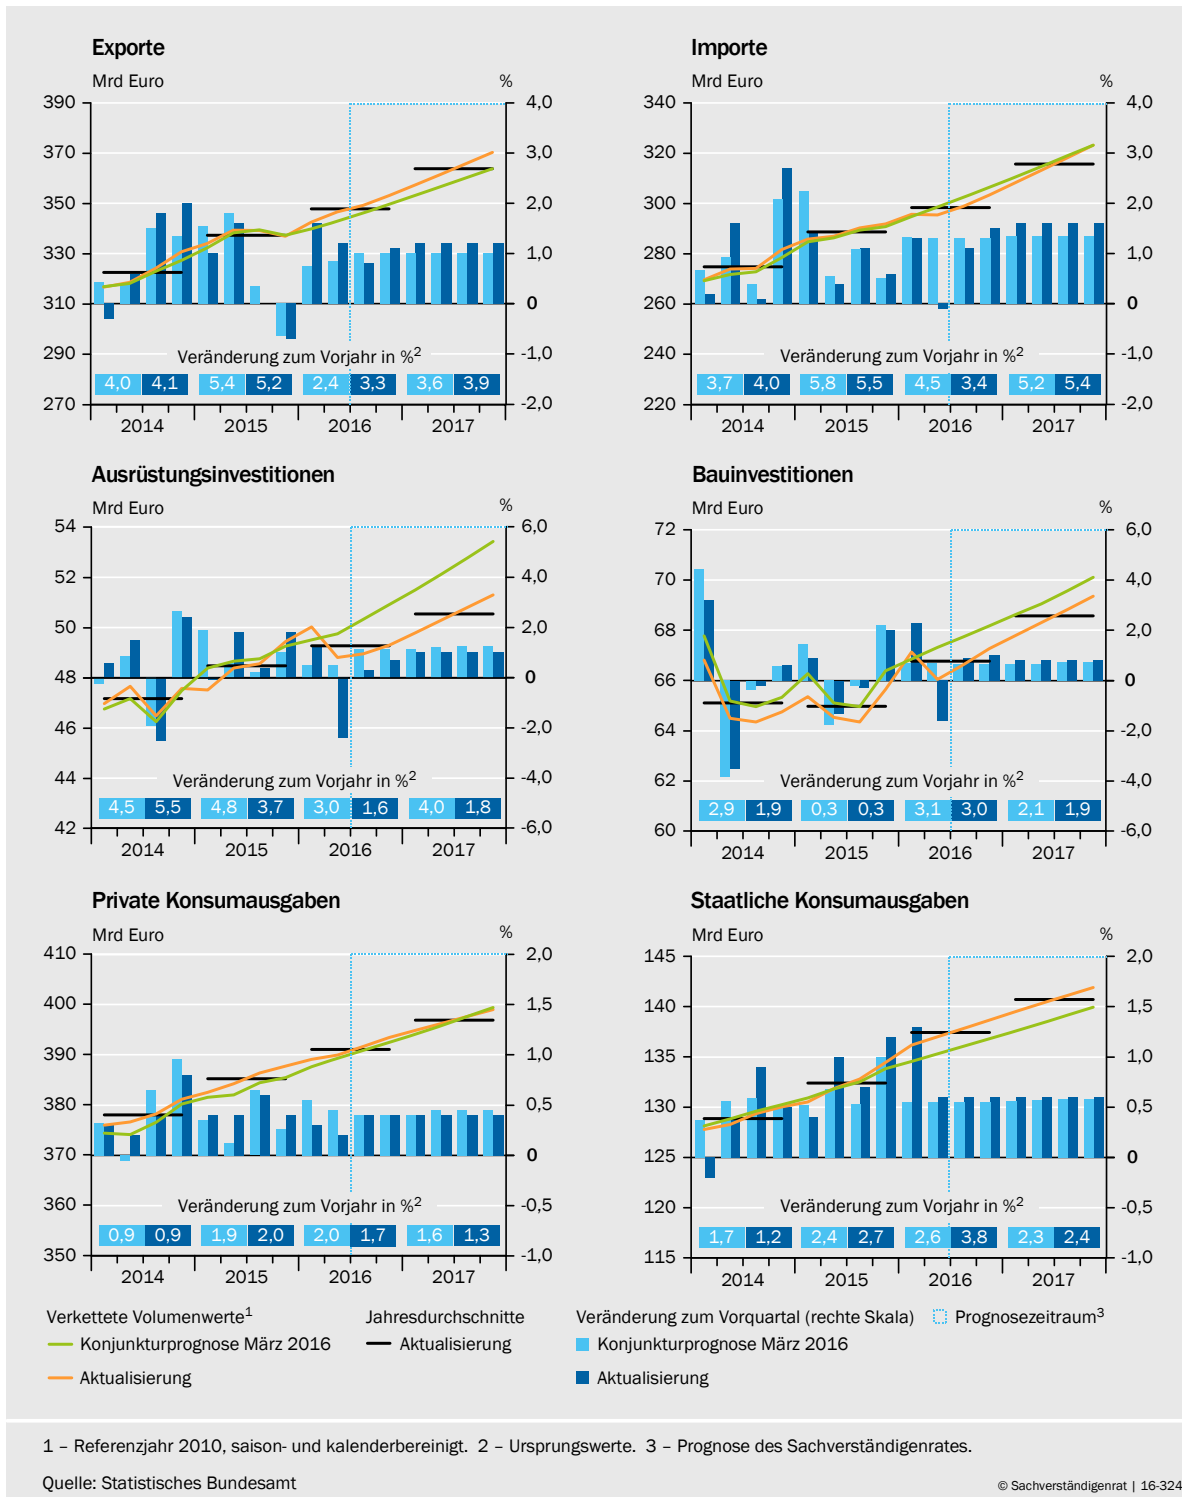 Exporte
Mrd Euro %
390 4,0
370 3,0
350 2,0
330 1,0
310 0
290 -1,0
270 -2,0
Veränderung zum Vorjahr in %2
4,0 4,1 5,4 5,2 2,4 3,3 3,6 3,9
2014 2015 2016 2017
Importe
Mrd Euro %
340 4,0
320 3,0
300 2,0
280 1,0
260 0
240 -1,0
220 -2,0
Veränderung zum Vorjahr in %2
3,7 4,0 5,8 5,5 4,5 3,4 5,2 5,4
2014 2015 2016 2017
Ausrüstungsinvestitionen
Mrd Euro %
54 6,0
52 4,0
50 2,0
48 0
46 -2,0
44 -4,0
42 -6,0
Veränderung zum Vorjahr in %2
4,5 5,5 4,8 3,7 3,0 1,6 4,0 1,8
2014 2015 2016 2017
Bauinvestitionen
Mrd Euro %
72 6,0
70 4,0
68 2,0
66 0
64 -2,0
62 -4,0
60 -6,0
Veränderung zum Vorjahr in %2
2,9 1,9 0,3 0,3 3,1 3,0 2,1 1,9
2014 2015 2016 2017
Private Konsumausgaben
Mrd Euro %
410 2,0
400 1,5
390 1,0
380 0,5
370 0
360 -0,5
350 -1,0
Veränderung zum Vorjahr in %2
0,9 0,9 1,9 2,0 2,0 1,7 1,6 1,3
2014 2015 2016 2017
Staatliche Konsumausgaben
Mrd Euro %
145 2,0
140 1,5
135 1,0
130 0,5
125 0
120 -0,5
115 -1,0
Veränderung zum Vorjahr in %2
1,7 1,2 2,4 2,7 2,6 3,8 2,3 2,4
2014 2015 2016 2017
Verkettete Volumenwerte1 Jahresdurchschnitte Veränderung zum Vorquartal (rechte Skala) Prognosezeitraum3
Konjunkturprognose März 2016 Aktualisierung Konjunkturprognose März 2016
Aktualisierung Aktualisierung
1 – Referenzjahr 2010, saison- und kalenderbereinigt. 2 – Ursprungswerte. 3 – Prognose des Sachverständigenrates.
Quelle: Statistisches Bundesamt
© Sachverständigenrat | 16-324